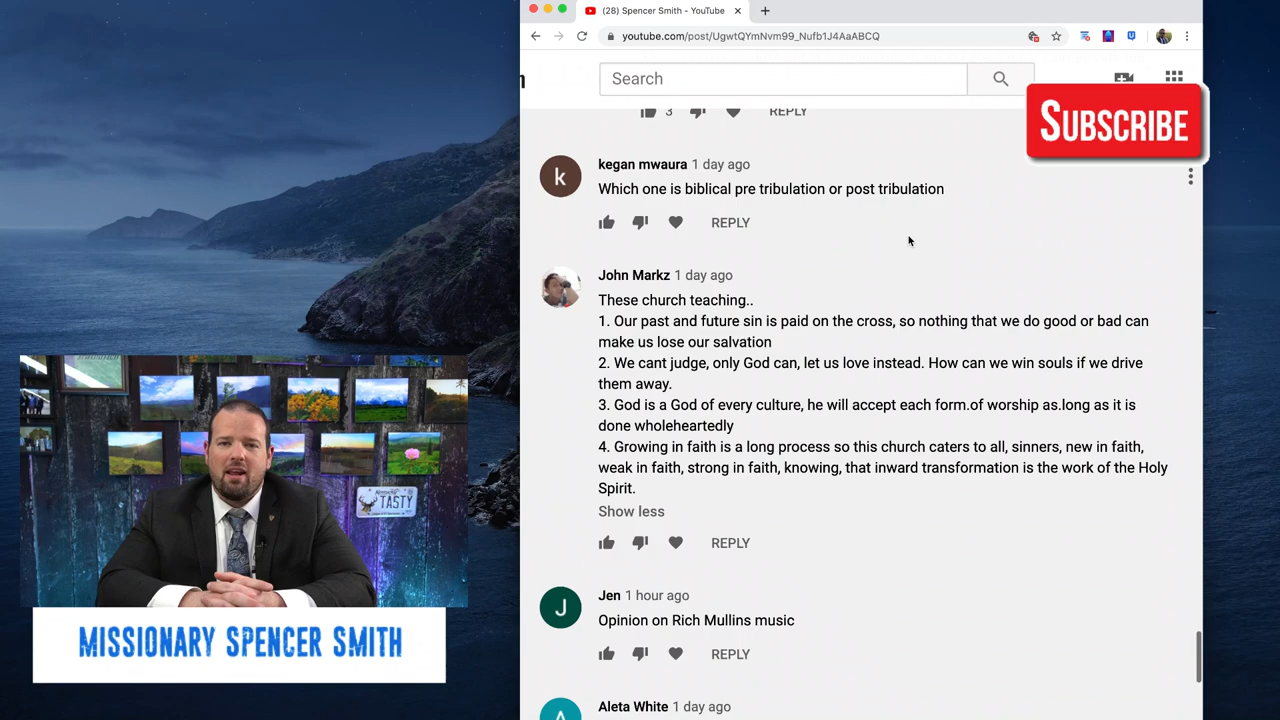 (28) Spencer Smith - YouTube
youtube.com/post/UgwtQYmNvm99_Nufb1J4AaABCQ
Search
SUBSCRIBE
3 REPLY
kegan mwaura 1 day ago
k
Which one is biblical pre tribulation or post tribulation
REPLY
John Markz 1 day ago
These church teaching..
1. Our past and future sin is paid on the cross, so nothing that we do good or bad can
make us lose our salvation
2. We cant judge, only God can, let us love instead. How can we win souls if we drive
them away.
3. God is a God of every culture, he will accept each form.of worship as.long as it is
done wholeheartedly
4. Growing in faith is a long process so this church caters to all, sinners, new in faith,
weak in faith, strong in faith, knowing, that inward transformation is the work of the Holy
Spirit.
Show less
REPLY
Jen 1 hour ago
J
Opinion on Rich Mullins music
REPLY
Aleta White 1 day ago
A
TASTY
MISSIONARY SPENCER SMITH